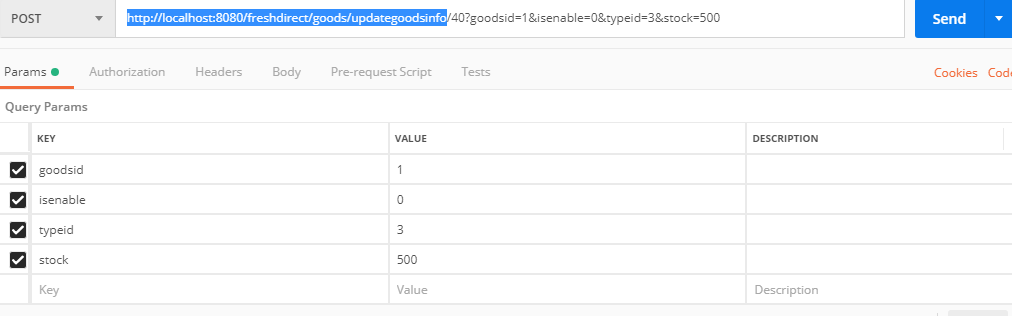 POST http://localhost:8080/freshdirect/goods/updategoodsinfo/40?goodsid=1&isenable=0&typeid=3&stock=500 Send
Params Authorization Headers Body Pre-request Script Tests Cookies
Query Params
KEY VALUE DESCRIPTION
goodsid 1
isenable 0
typeid 3
stock 500
Key Value Description